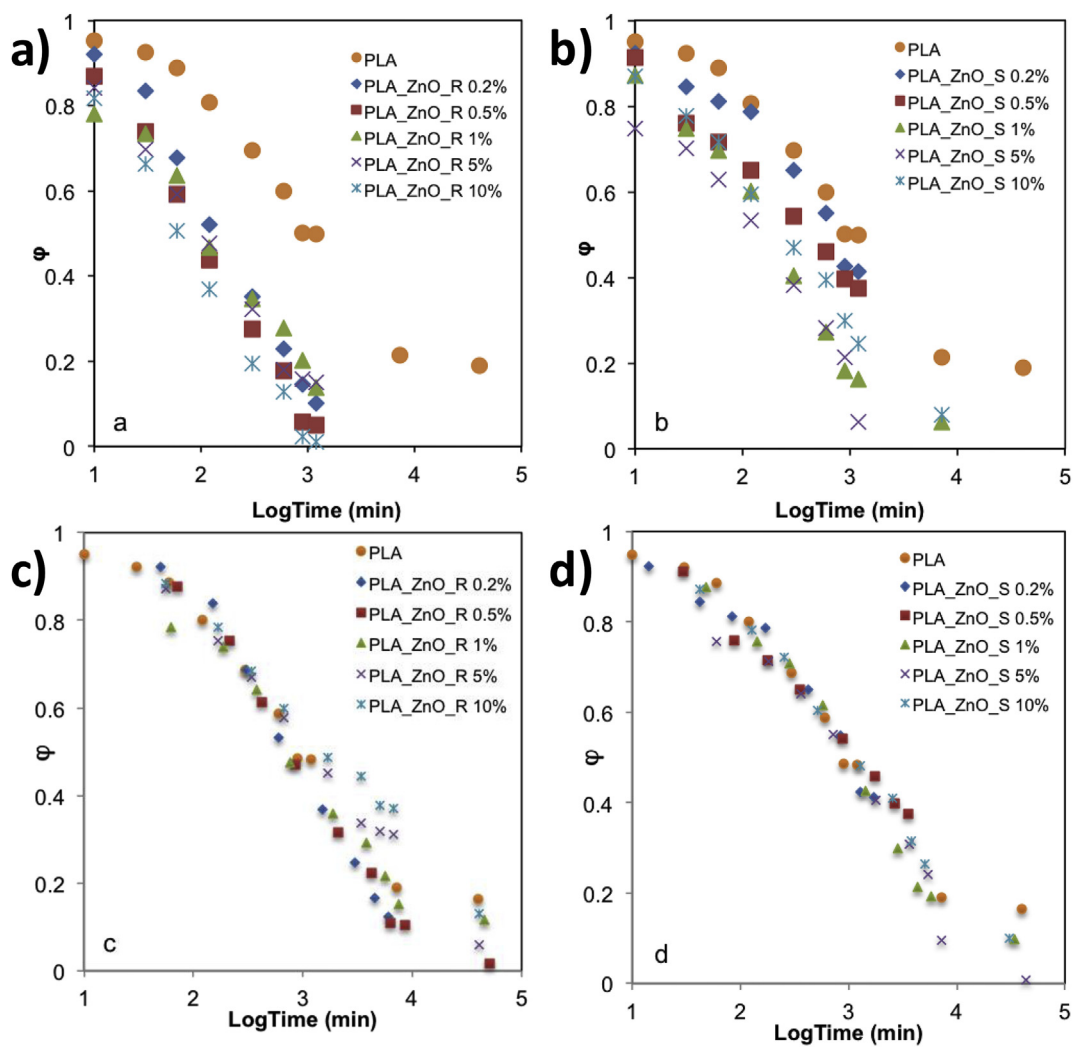 a)
1
0.8
0.6
0.4
0.2
0
φ
PLA
PLA_ZnO_R 0.2%
PLA_ZnO_R 0.5%
PLA_ZnO_R 1%
PLA_ZnO_R 5%
PLA_ZnO_R 10%
a
1 2 3 4 5
LogTime (min)
b)
1
0.8
0.6
0.4
0.2
0
φ
PLA
PLA_ZnO_S 0.2%
PLA_ZnO_S 0.5%
PLA_ZnO_S 1%
PLA_ZnO_S 5%
PLA_ZnO_S 10%
b
1 2 3 4 5
LogTime (min)
c)
1
0.8
0.6
0.4
0.2
0
φ
PLA
PLA_ZnO_R 0.2%
PLA_ZnO_R 0.5%
PLA_ZnO_R 1%
PLA_ZnO_R 5%
PLA_ZnO_R 10%
c
1 2 3 4 5
LogTime (min)
d)
1
0.8
0.6
0.4
0.2
0
φ
PLA
PLA_ZnO_S 0.2%
PLA_ZnO_S 0.5%
PLA_ZnO_S 1%
PLA_ZnO_S 5%
PLA_ZnO_S 10%
d
1 2 3 4 5
LogTime (min)